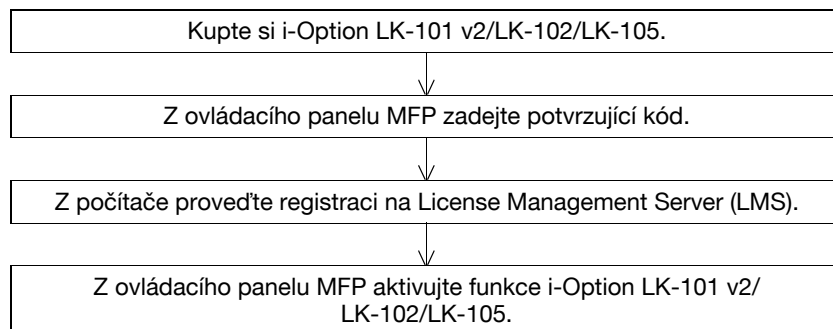 Kupte si i-Option LK-101 v2/LK-102/LK-105.
Z ovládacího panelu MFP zadejte potvrzující kód.
Z počítače proveďte registraci na License Management Server (LMS).
Z ovládacího panelu MFP aktivujte funkce i-Option LK-101 v2/
LK-102/LK-105.